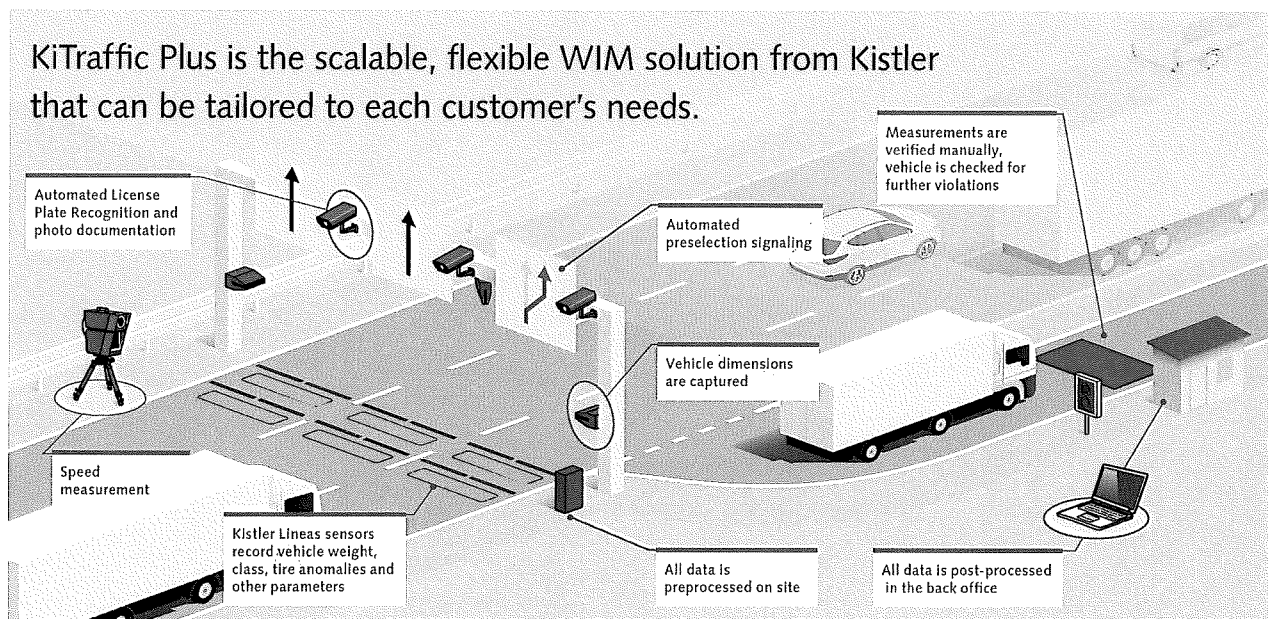 KiTraffic Plus is the scalable, flexible WIM solution from Kistler
that can be tailored to each customer's needs.
Measurements are
verified manually,
vehicle is checked for
further violations
Automated License
Plate Recognition and
photo documentation
Automated
preselection signaling
Vehicle dimensions
are captured
Speed
measurement
Kistler Lineas sensors
record vehicle weight,
class, tire anomalies and
other parameters
All data is
preprocessed on site
All data is post-processed
in the back office